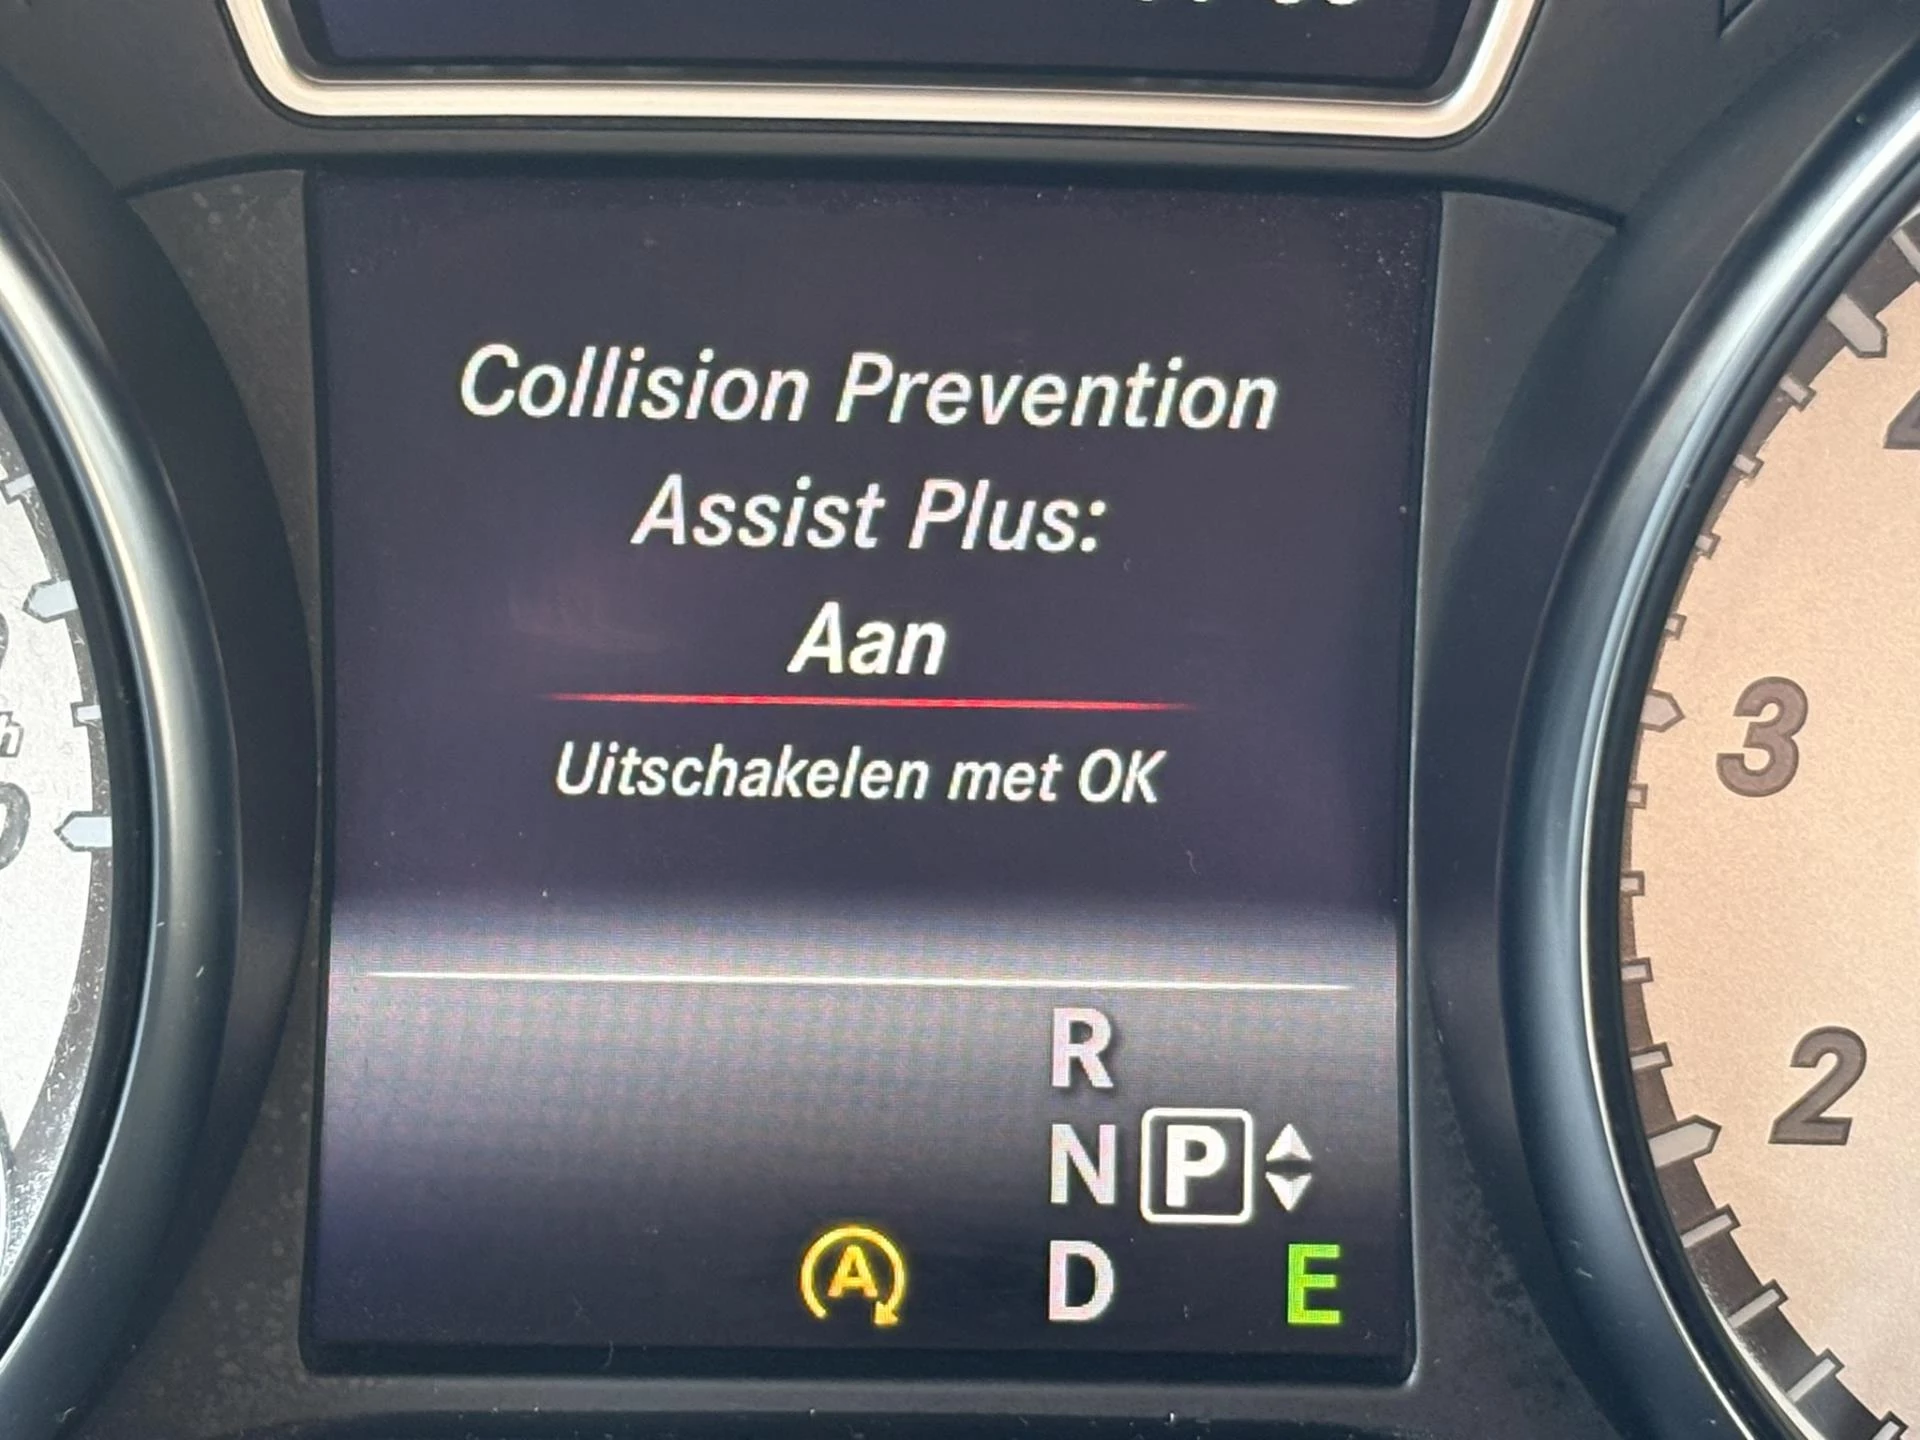 Collision Prevention
Assist Plus:
Aan
Uitschakelen met OK
R
N P
A D E
3
2